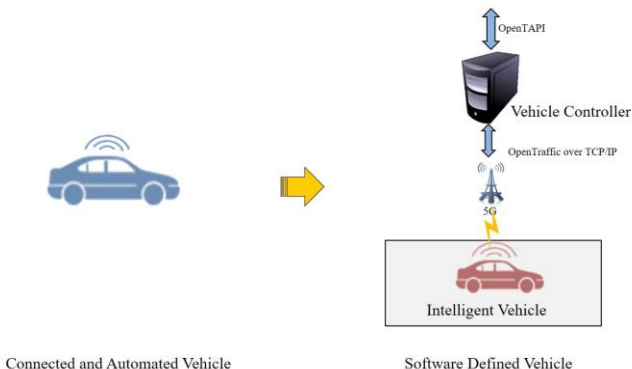 OpenTAPI
Vehicle Controller
OpenTraffic over TCP/IP
5G
Intelligent Vehicle
Connected and Automated Vehicle
Software Defined Vehicle